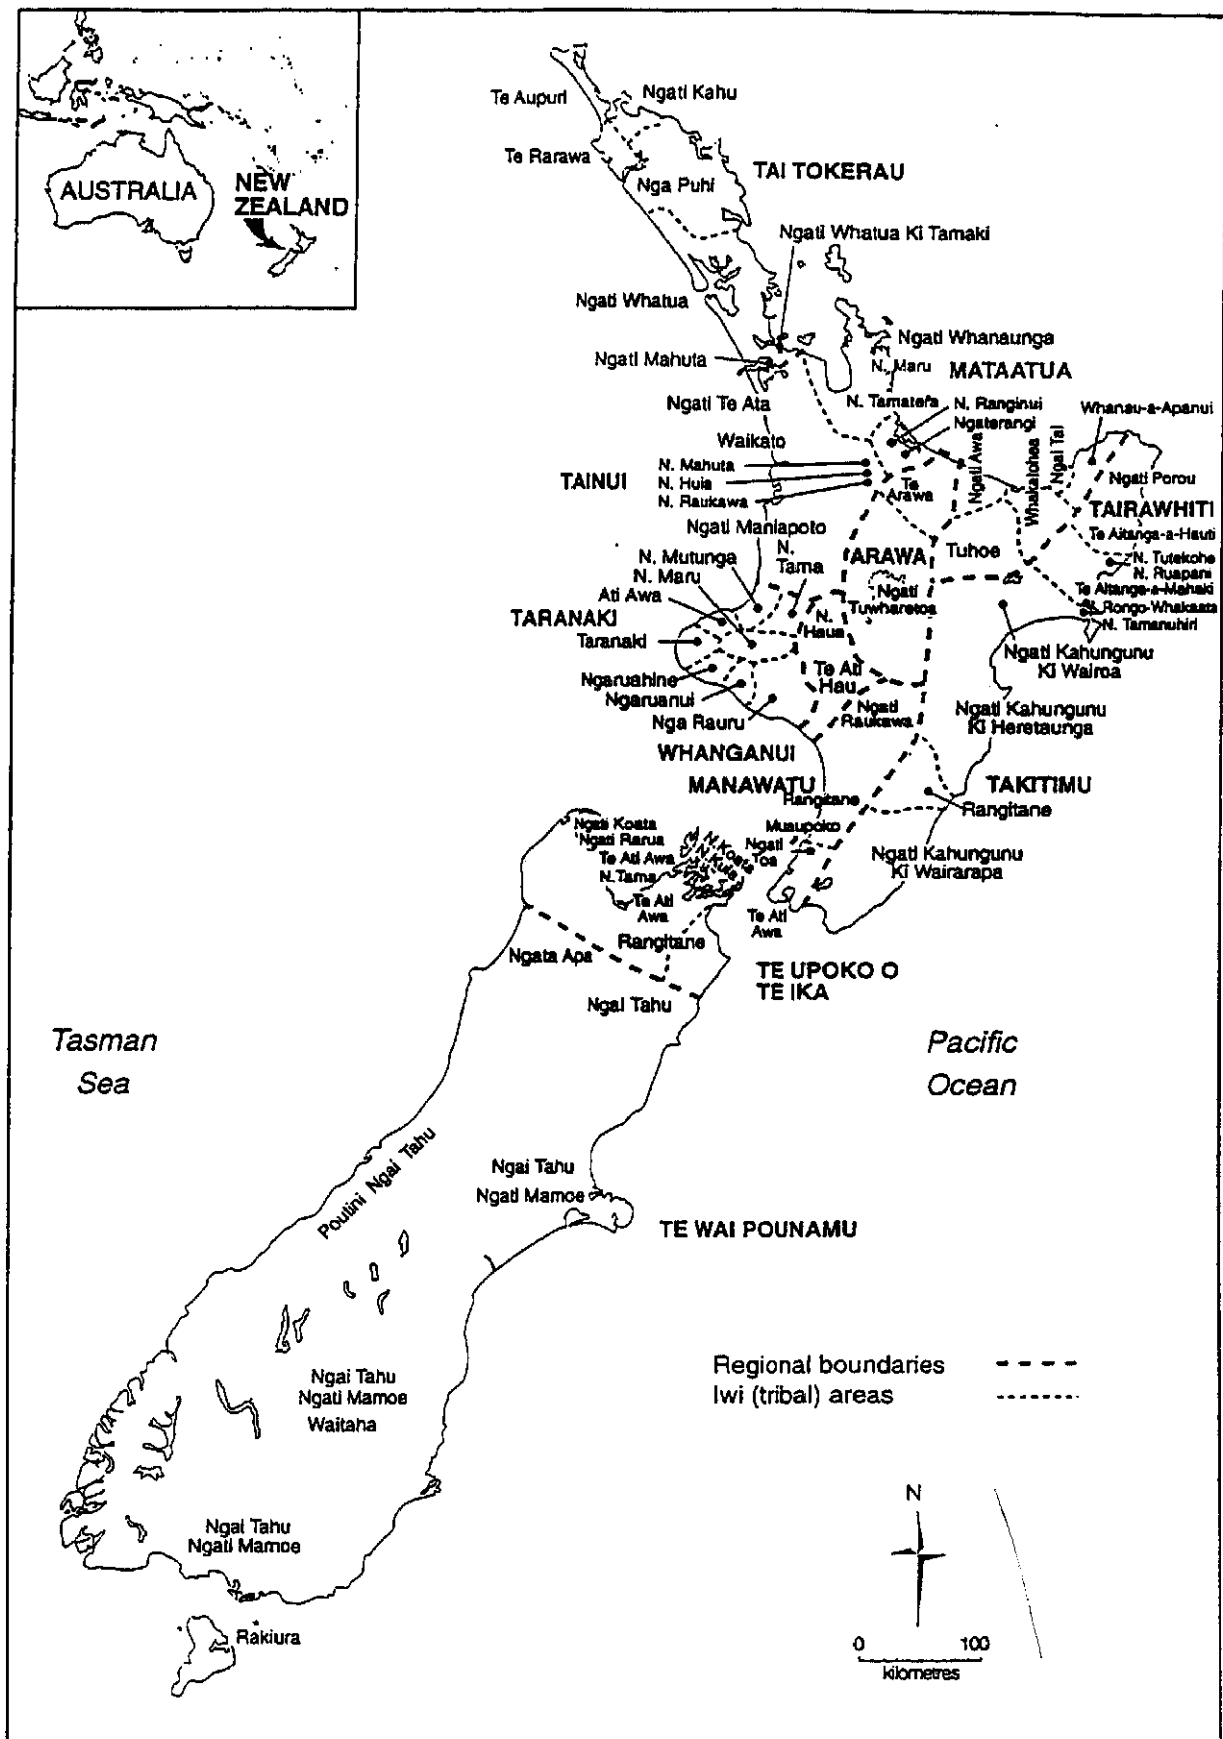 AUSTRALIA
NEW
ZEALAND
Te Aupuri
Ngati Kahu
Te Rarawa
Nga Puhi
TAI TOKERAU
Ngati Whatua Ki Tamaki
Ngati Whatua
Ngati Whanaunga
Ngati Mahuta
N. Maru
MATAATUA
Ngati Te Ata
N. Tamatera
N. Ranginui
Ngaterangi
Whanau-a-Apanui
Waikato
N. Mahuta
N. Huia
N. Raukawa
TAINUI
Te
Arawa
Ngati Awa
Whakatohea
Ngai Tai
Ngati Porou
TAIRAWHITI
Te Aitanga-a-Hauti
Ngati Maniapoto
N. Mutunga
N. Maru
N.
Tama
ARAWA
Tuhoe
N. Tutekohe
N. Ruapani
Ati Awa
Ngati
Tuwharetoa
Te Aitanga-a-Mahaki
Rongo-Whakaata
N. Tamanuhiri
TARANAKI
Taranaki
N.
Haua
Ngati Kahungunu
Ki Wairoa
Ngaruahine
Ngaruanui
Te Ati
Hau
Nga Rauru
Ngati
Raukawa
Ngati Kahungunu
Ki Heretaunga
WHANGANUI
MANAWATU
Rangitane
TAKITIMU
Rangitane
Muaupoko
Ngati
Toa
Ngati Kahungunu
Ki Wairarapa
Ngati Koata
Ngati Rarua
Te Ati Awa
N. Tama
N. Koata
N. Kuia
Te Ati
Awa
Te Ati
Awa
Rangitane
Ngata Apa
TE UPOKO O
TE IKA
Ngai Tahu
Tasman
Sea
Pacific
Ocean
Poutini Ngai Tahu
Ngai Tahu
Ngati Mamoe
TE WAI POUNAMU
Ngai Tahu
Ngati Mamoe
Waitaha
Regional boundaries
Iwi (tribal) areas
Ngai Tahu
Ngati Mamoe
Rakiura
N
0 100
kilometres